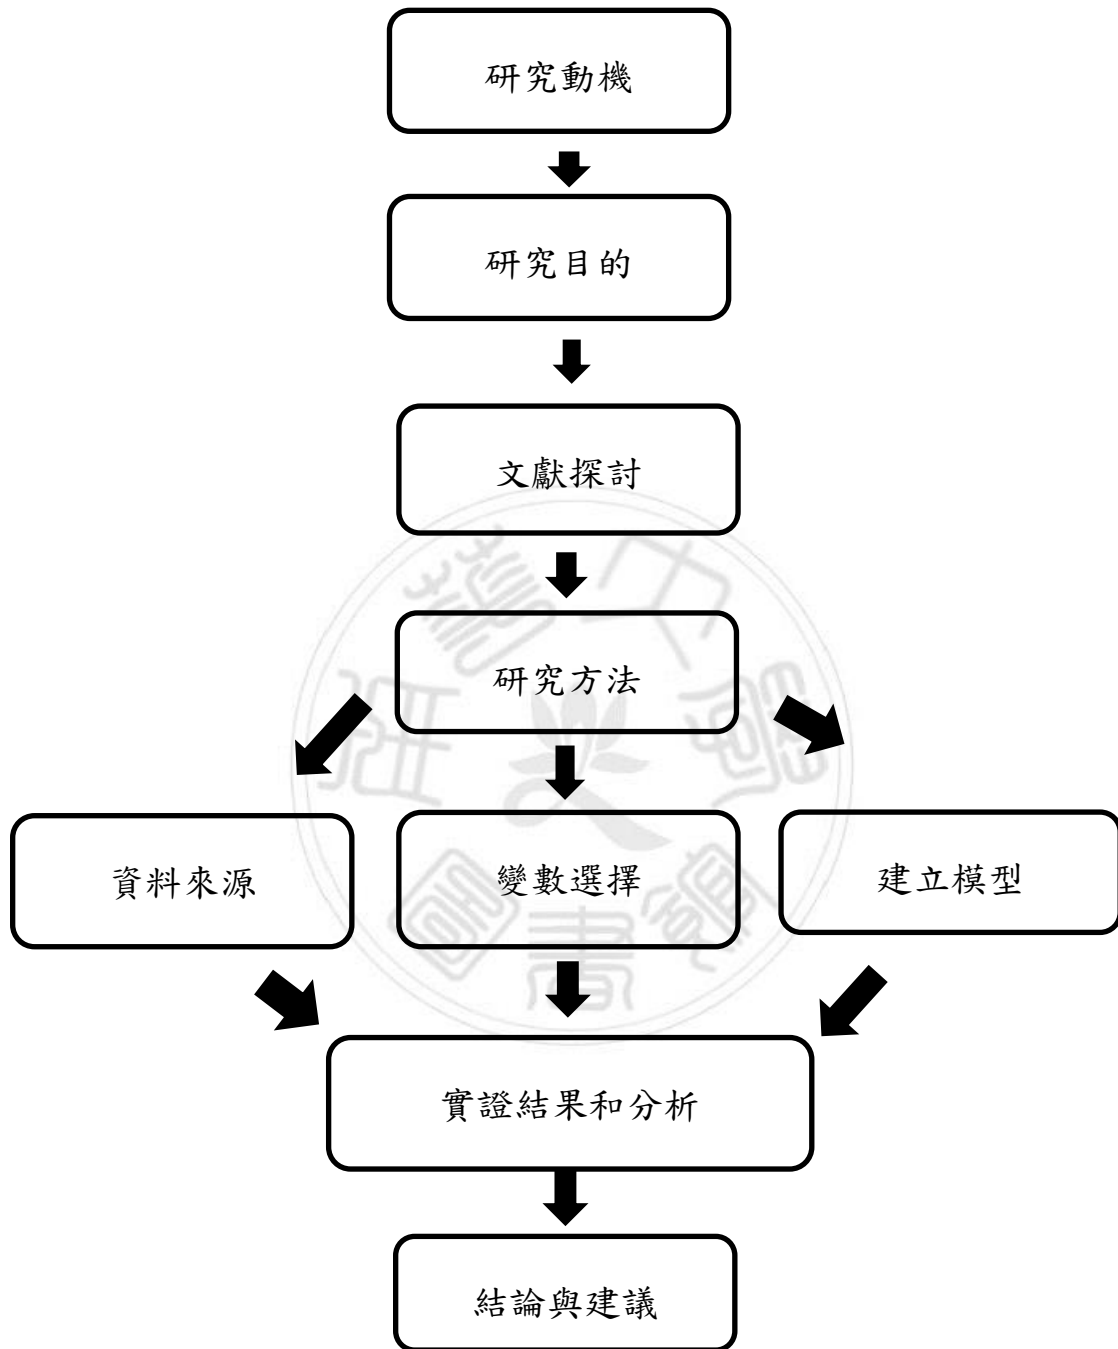 研究動機
研究目的
文獻探討
研究方法
資料來源
變數選擇
建立模型
實證結果和分析
結論與建議